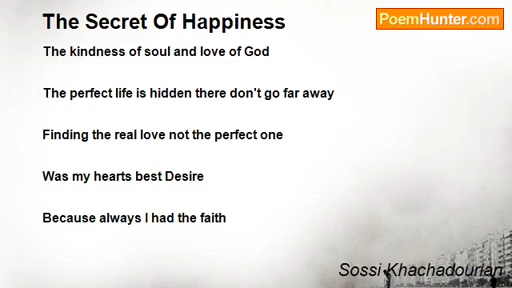 The Secret Of Happiness
PoemHunter.com
The kindness of soul and love of God
The perfect life is hidden there don't go far away
Finding the real love not the perfect one
Was my hearts best Desire
Because always I had the faith
Sossi Khachadourian